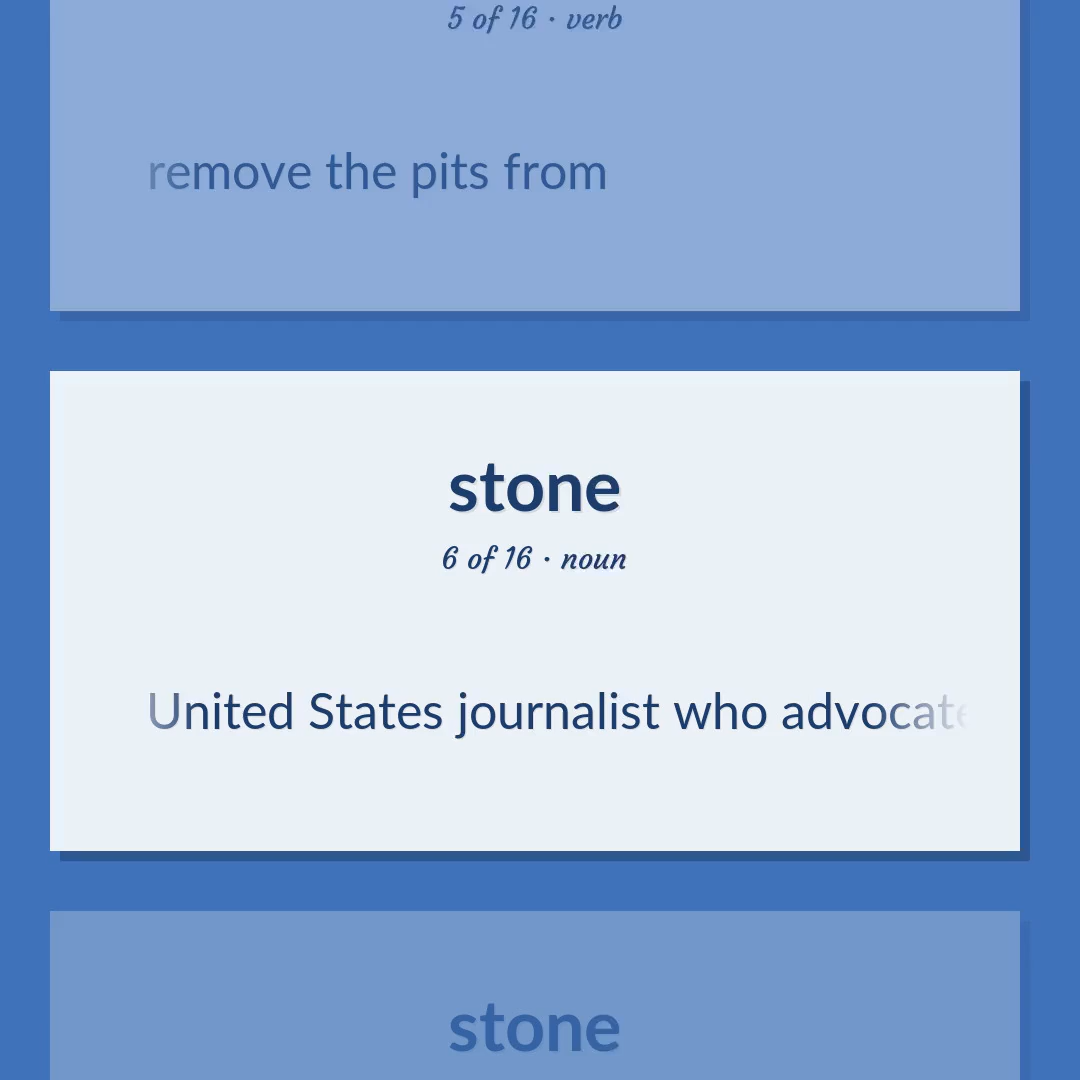 5 of 16 · verb
remove the pits from
stone
6 of 16 · noun
United States journalist who advocate
stone